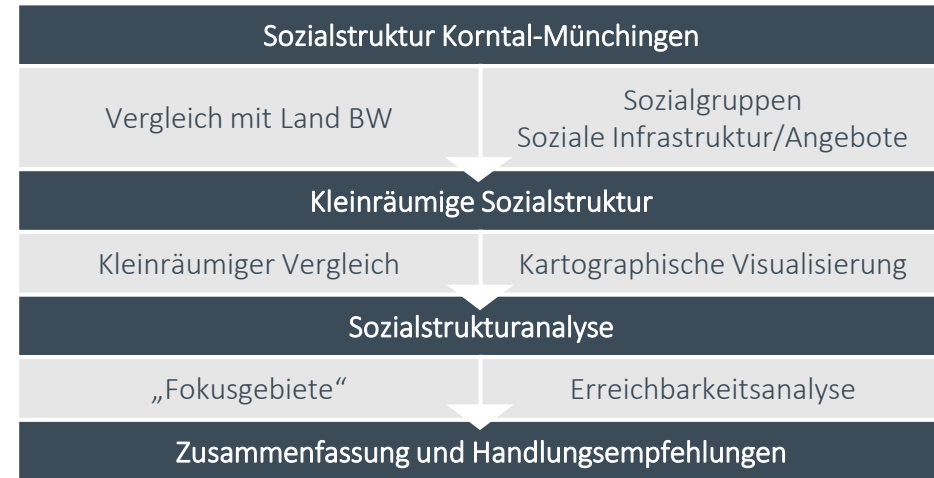 Sozialstruktur Korntal-Münchingen
Vergleich mit Land BW
Sozialgruppen
Soziale Infrastruktur/Angebote
Kleinräumige Sozialstruktur
Kleinräumiger Vergleich
Kartographische Visualisierung
Sozialstrukturanalyse
„Fokusgebiete“
Erreichbarkeitsanalyse
Zusammenfassung und Handlungsempfehlungen